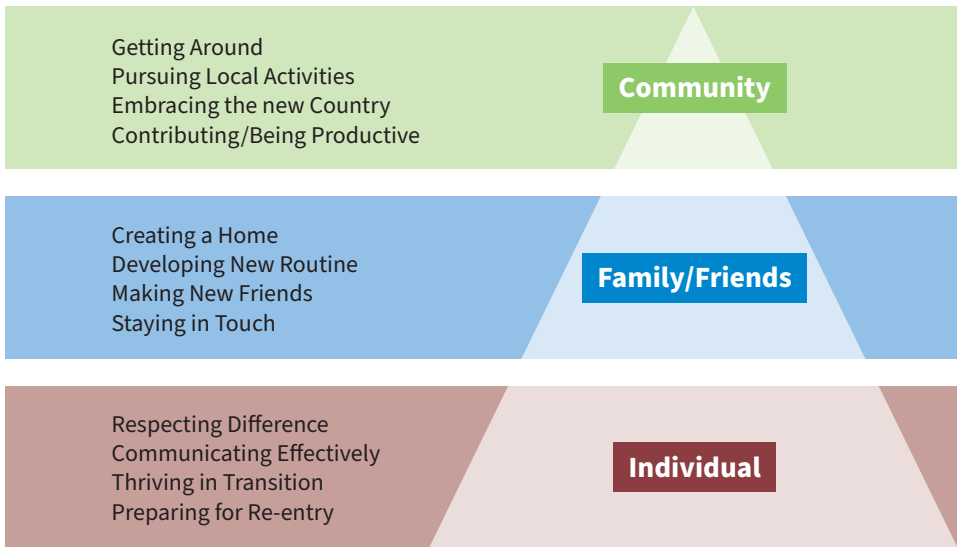 Getting Around
Pursuing Local Activities
Embracing the new Country
Contributing/Being Productive
Community
Creating a Home
Developing New Routine
Making New Friends
Staying in Touch
Family/Friends
Respecting Difference
Communicating Effectively
Thriving in Transition
Preparing for Re-entry
Individual